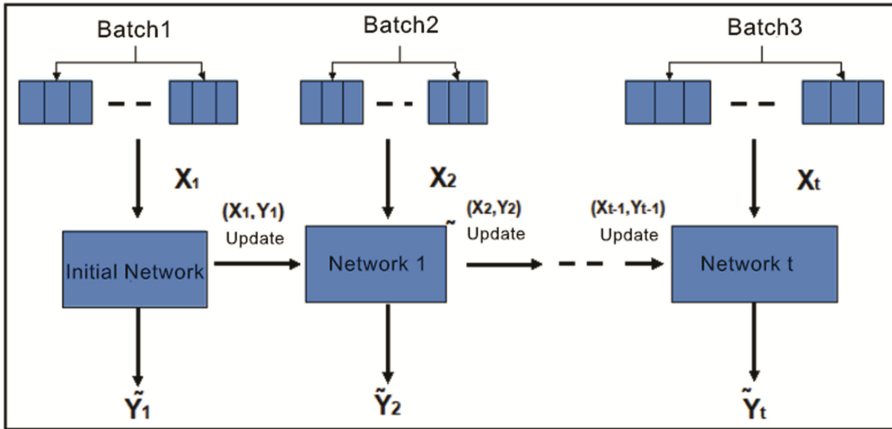 Batch1
Batch2
Batch3
X1
X2
Xt
(X1,Y1)
Update
~
(X2,Y2)
Update
(Xt-1,Yt-1)
Update
Initial Network
Network 1
Network t
Ỹ1
Ỹ2
Ỹt